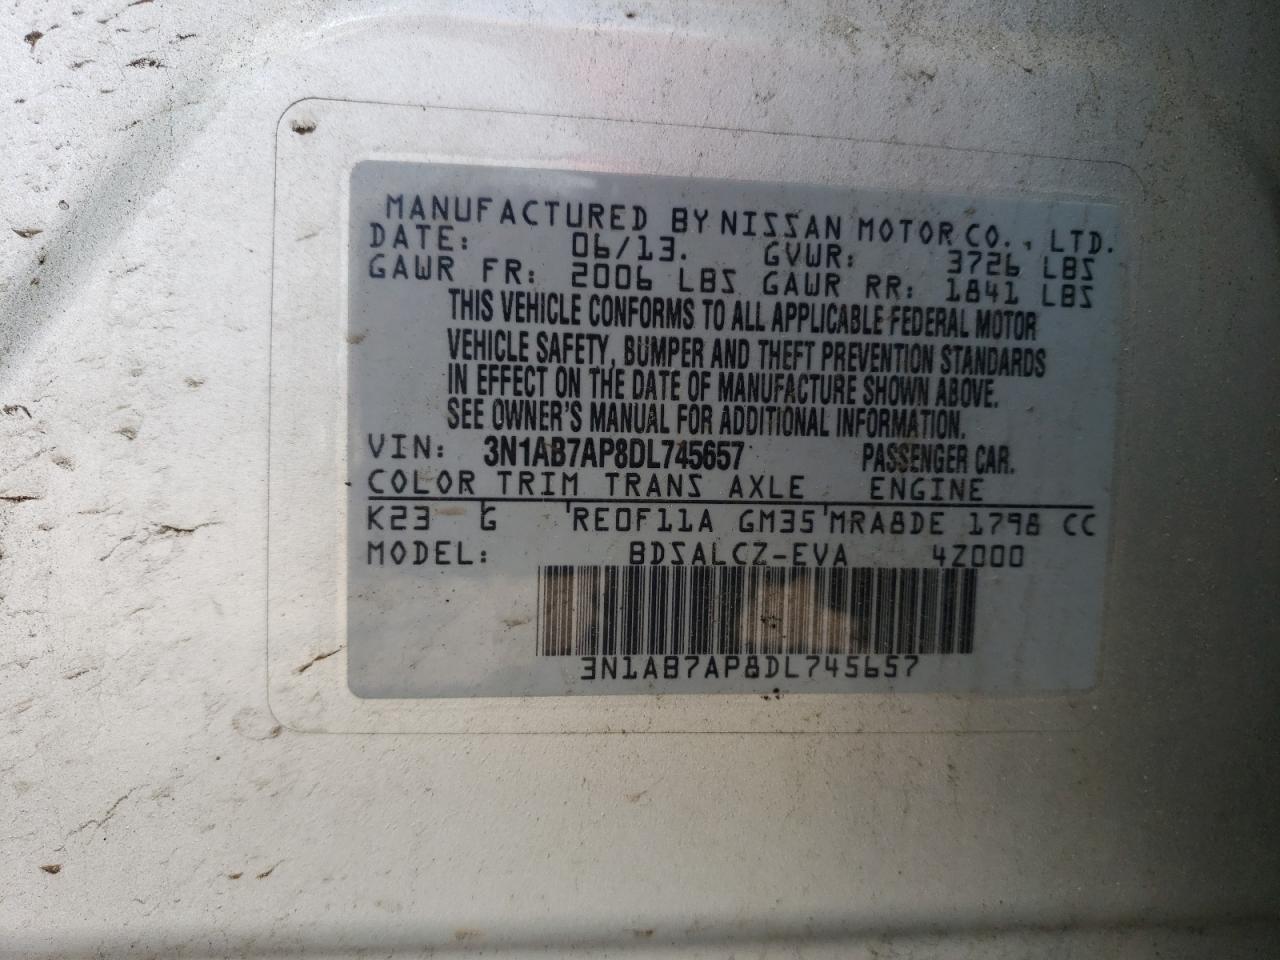 MANUFACTURED BY NISSAN MOTOR CO., LTD.
DATE: 06/13. GVWR: 3726 LBS
GAWR FR: 2006 LBS GAWR RR: 1841 LBS
THIS VEHICLE CONFORMS TO ALL APPLICABLE FEDERAL MOTOR
VEHICLE SAFETY, BUMPER AND THEFT PREVENTION STANDARDS
IN EFFECT ON THE DATE OF MANUFACTURE SHOWN ABOVE.
SEE OWNER'S MANUAL FOR ADDITIONAL INFORMATION.
VIN: 3N1AB7AP8DL745657 PASSENGER CAR.
COLOR TRIM TRANS AXLE ENGINE
K23 G RE0F11A GM35 MRA8DE 1798 CC
MODEL: BDSALCZ-EVA 4Z000
3N1AB7AP8DL745657